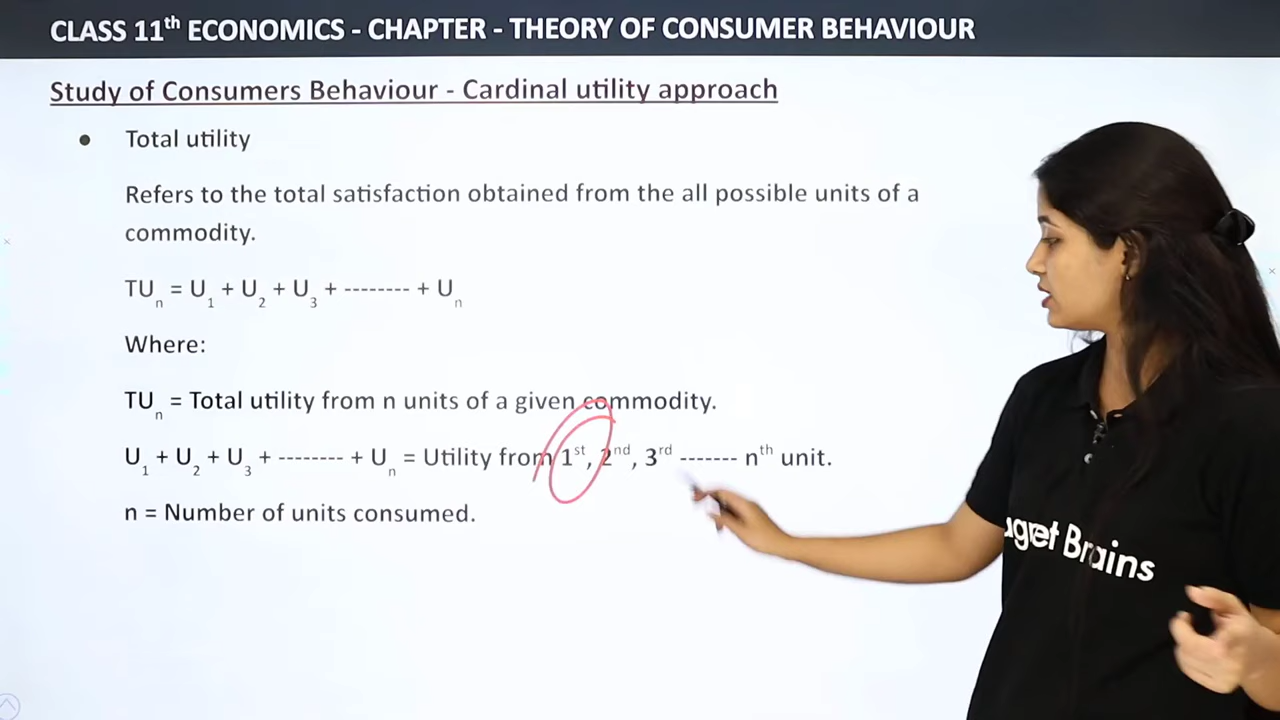 CLASS 11th ECONOMICS - CHAPTER - THEORY OF CONSUMER BEHAVIOUR
Study of Consumers Behaviour - Cardinal utility approach
● Total utility
Refers to the total satisfaction obtained from the all possible units of a
commodity.
TUn = U1 + U2 + U3 + -------- + Un
Where:
TUn = Total utility from n units of a given commodity.
U1 + U2 + U3 + -------- + Un = Utility from 1st, 2nd, 3rd ------- nth unit.
n = Number of units consumed.
agnet Brains